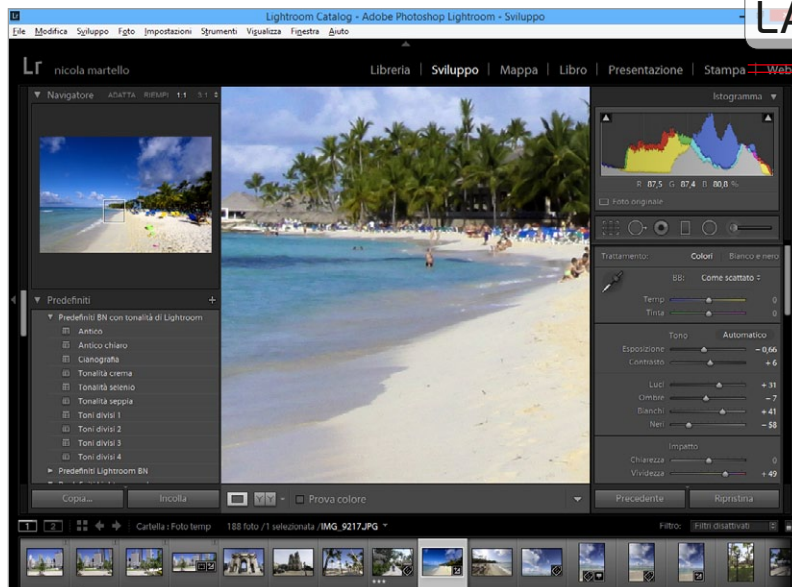 Lr
Lightroom Catalog - Adobe Photoshop Lightroom - Sviluppo
LA
File Modifica Sviluppo Foto Impostazioni Strumenti Visualizza Finestra Aiuto
Lr nicola martello
Libreria | Sviluppo | Mappa | Libro | Presentazione | Stampa | Web
Navigatore ADATTA RIEMPI 1:1 3:1
Predefiniti +
Predefiniti BN con tonalità di Lightroom
Antico
Antico chiaro
Cianografia
Tonalità crema
Tonalità selenio
Tonalità seppia
Toni divisi 1
Toni divisi 2
Toni divisi 3
Toni divisi 4
Predefiniti Lightroom BN
Copia... Incolla
Prova colore
Istogramma
R 87,5 G 87,4 B 80,8 %
Foto originale
Trattamento: Colori | Bianco e nero
BB: Come scattato
Temp 0
Tinta 0
Tono Automatico
Esposizione - 0,66
Contrasto + 6
Luci + 31
Ombre - 7
Bianchi + 41
Neri - 58
Impatto
Chiarezza 0
Vividezza + 49
Precedente Ripristina
1 2 Cartella : Foto temp 188 foto /1 selezionata /IMG_9217.JPG Filtro: Filtri disattivati